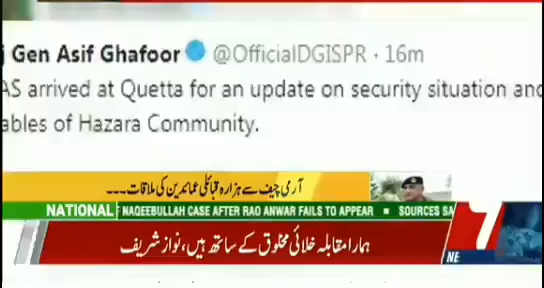 Gen Asif Ghafoor @OfficialDGISPR · 16m
AS arrived at Quetta for an update on security situation and
ables of Hazara Community.
آرمی چیف سے ہزارہ قبائلی عمائدین کی ملاقات ۔۔۔
NATIONAL NAQEEBULLAH CASE AFTER RAO ANWAR FAILS TO APPEAR ■ SOURCES SA
ہمارا مقابلہ خلائی مخلوق کے ساتھ ہیں، نواز شریف
7
NE